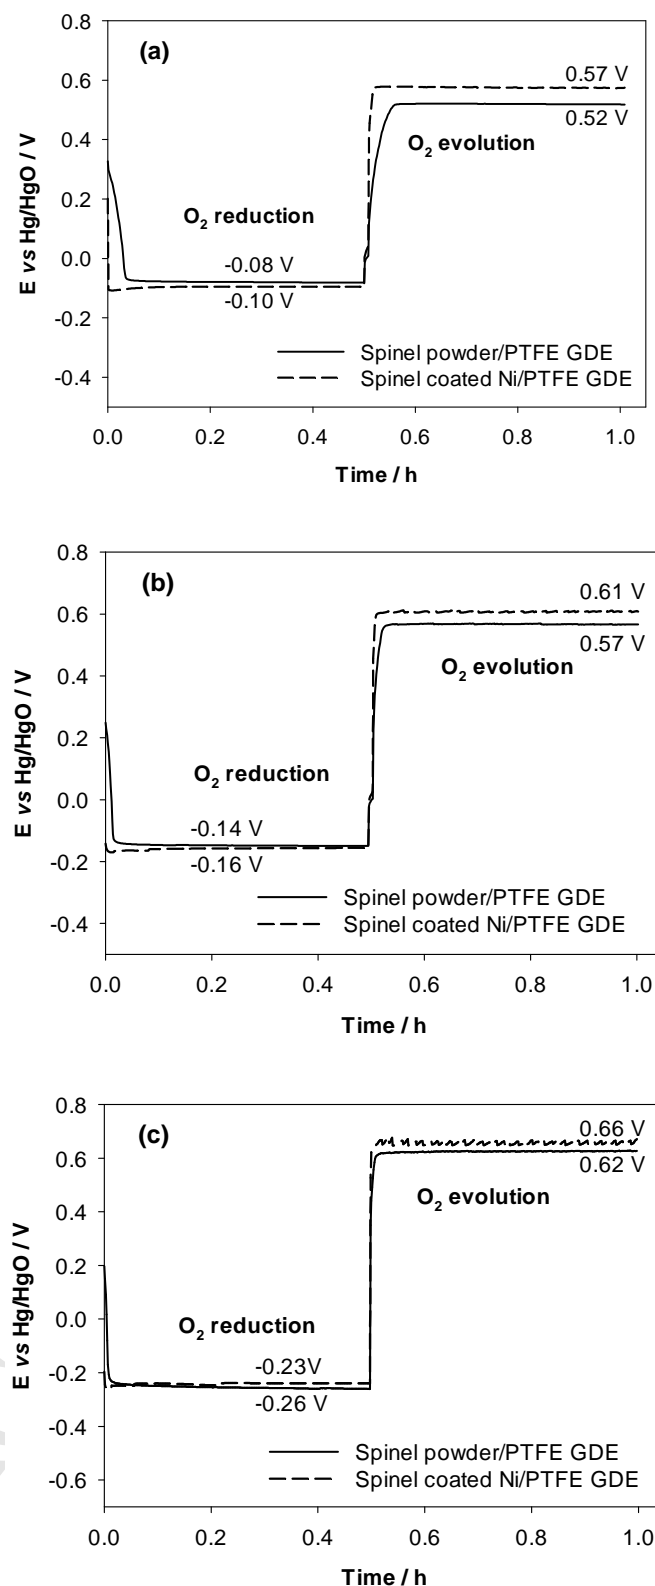 (a)
0.8
0.6
0.4
0.2
0.0
-0.2
-0.4
E vs Hg/HgO / V
0.57 V
0.52 V
O2 evolution
O2 reduction
-0.08 V
-0.10 V
Spinel powder/PTFE GDE
Spinel coated Ni/PTFE GDE
0.0 0.2 0.4 0.6 0.8 1.0
Time / h
(b)
0.8
0.6
0.4
0.2
0.0
-0.2
-0.4
E vs Hg/HgO / V
0.61 V
0.57 V
O2 evolution
O2 reduction
-0.14 V
-0.16 V
Spinel powder/PTFE GDE
Spinel coated Ni/PTFE GDE
0.0 0.2 0.4 0.6 0.8 1.0
Time / h
(c)
0.8
0.6
0.4
0.2
0.0
-0.2
-0.4
-0.6
E vs Hg/HgO / V
0.66 V
0.62 V
O2 evolution
O2 reduction
-0.23V
-0.26 V
Spinel powder/PTFE GDE
Spinel coated Ni/PTFE GDE
0.0 0.2 0.4 0.6 0.8 1.0
Time / h